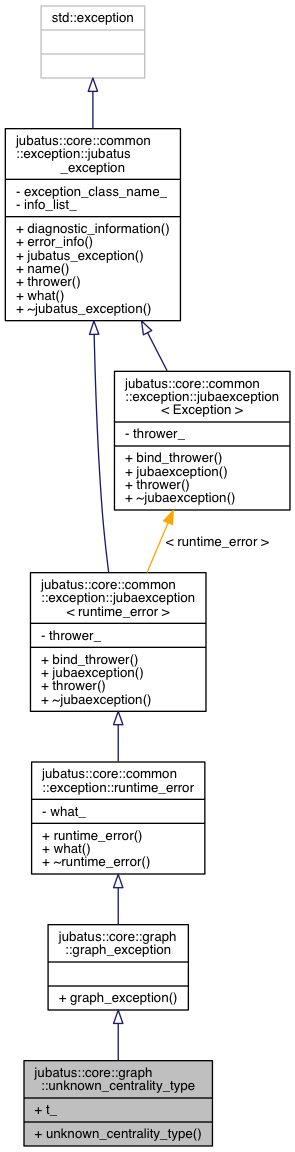 std::exception
jubatus::core::common
::exception::jubatus
_exception
- exception_class_name_
- info_list_
+ diagnostic_information()
+ error_info()
+ jubatus_exception()
+ name()
+ thrower()
+ what()
+ ~jubatus_exception()
jubatus::core::common
::exception::jubaexception
< Exception >
- thrower_
+ bind_thrower()
+ jubaexception()
+ thrower()
+ ~jubaexception()
< runtime_error >
jubatus::core::common
::exception::jubaexception
< runtime_error >
- thrower_
+ bind_thrower()
+ jubaexception()
+ thrower()
+ ~jubaexception()
jubatus::core::common
::exception::runtime_error
- what_
+ runtime_error()
+ what()
+ ~runtime_error()
jubatus::core::graph
::graph_exception
+ graph_exception()
jubatus::core::graph
::unknown_centrality_type
+ t_
+ unknown_centrality_type()